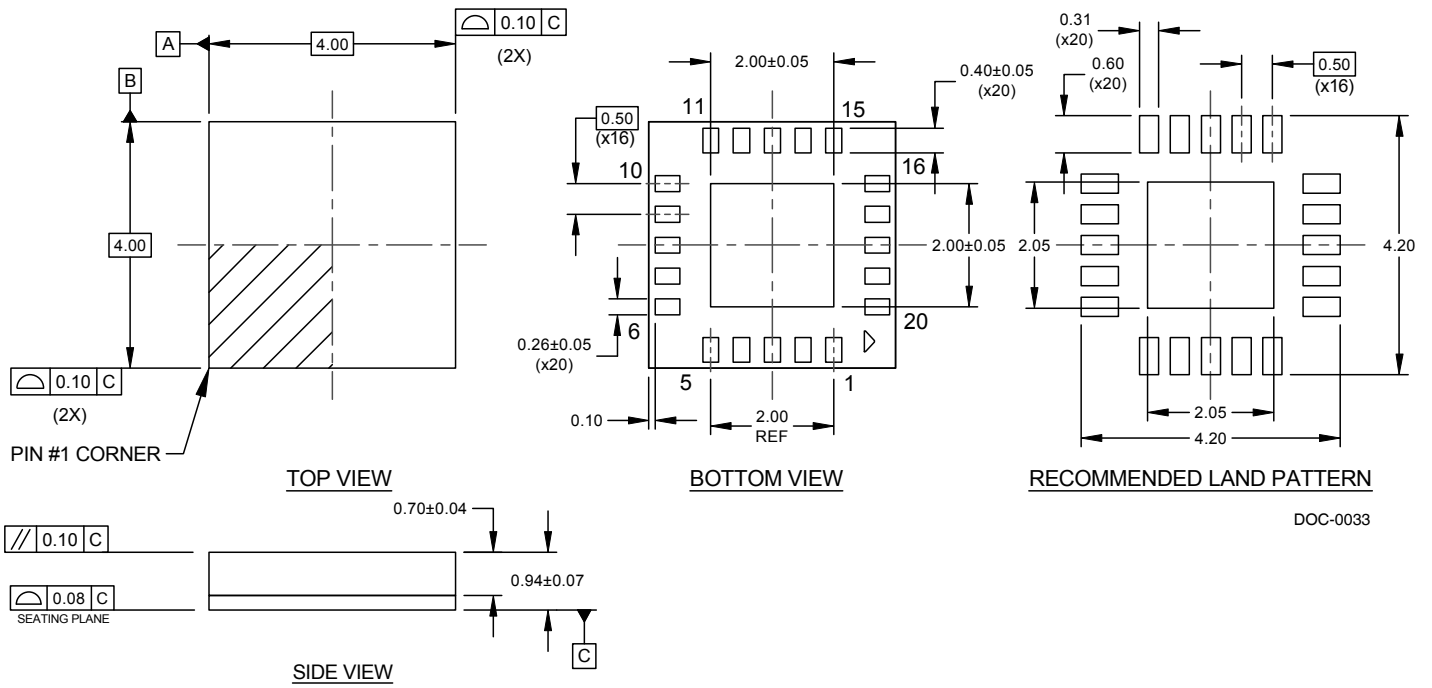 A
4.00
⌓ 0.10 C
(2X)
B
4.00
⌓ 0.10 C
(2X)
PIN #1 CORNER
TOP VIEW
2.00±0.05
0.40±0.05
(x20)
11
15
0.50
(x16)
10
16
2.00±0.05
6
20
0.26±0.05
(x20)
5
1
0.10
2.00
REF
BOTTOM VIEW
0.31
(x20)
0.60
(x20)
0.50
(x16)
2.05
4.20
2.05
4.20
RECOMMENDED LAND PATTERN
DOC-0033
0.70±0.04
// 0.10 C
0.94±0.07
⌓ 0.08 C
SEATING PLANE
C
SIDE VIEW